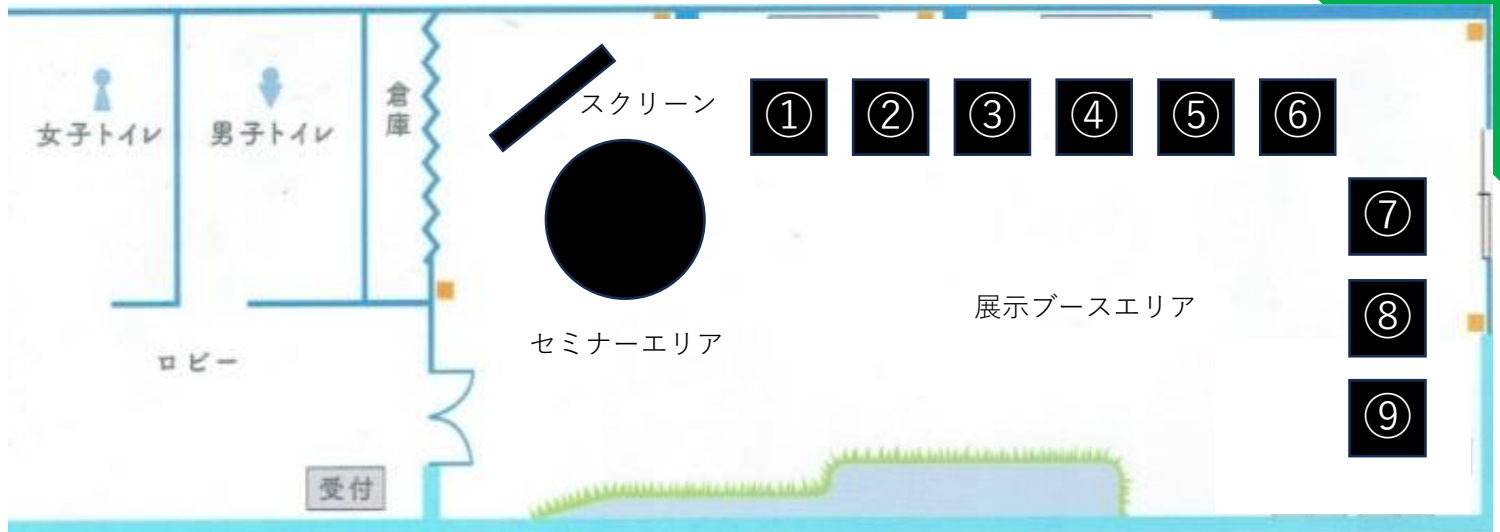 女子トイレ
男子トイレ
倉庫
スクリーン
①
②
③
④
⑤
⑥
⑦
⑧
⑨
展示ブースエリア
セミナーエリア
ロビー
受付